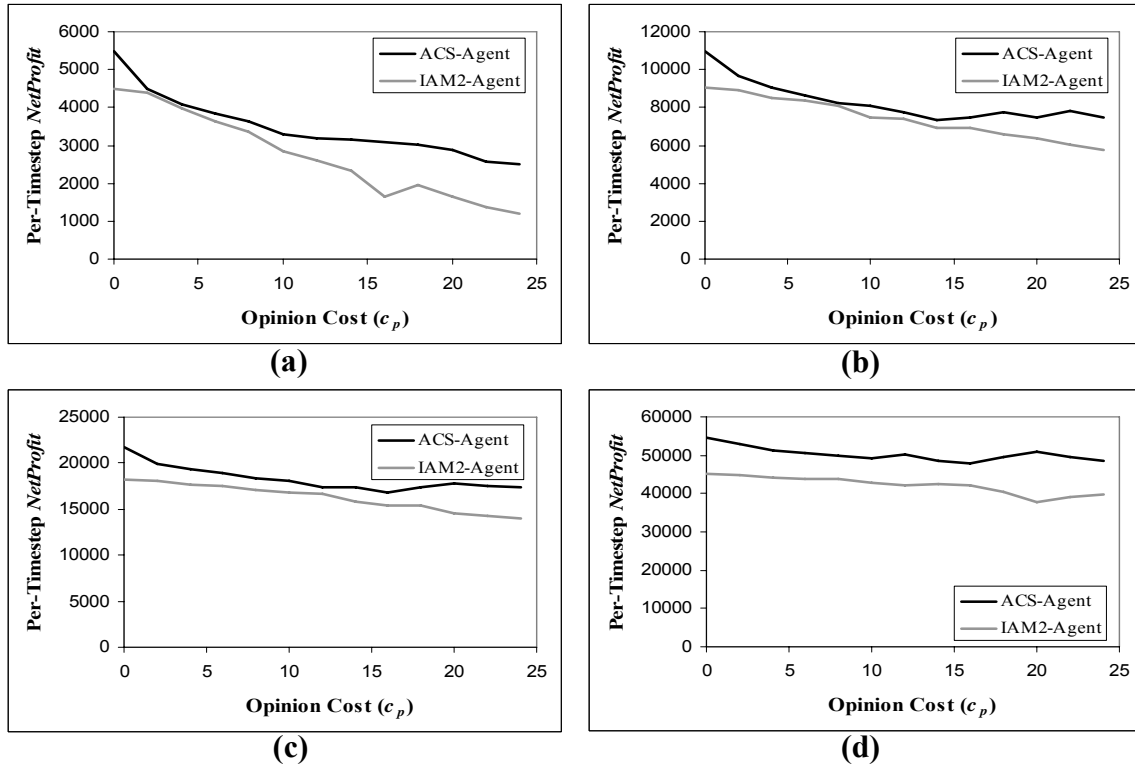 6000
5000
4000
3000
2000
1000
0
Per-Timestep NetProfit
ACS-Agent
IAM2-Agent
0 5 10 15 20 25
Opinion Cost (c_p)
(a)
12000
10000
8000
6000
4000
2000
0
Per-Timestep NetProfit
ACS-Agent
IAM2-Agent
0 5 10 15 20 25
Opinion Cost (c_p)
(b)
25000
20000
15000
10000
5000
0
Per-Timestep NetProfit
ACS-Agent
IAM2-Agent
0 5 10 15 20 25
Opinion Cost (c_p)
(c)
60000
50000
40000
30000
20000
10000
0
Per-Timestep NetProfit
ACS-Agent
IAM2-Agent
0 5 10 15 20 25
Opinion Cost (c_p)
(d)